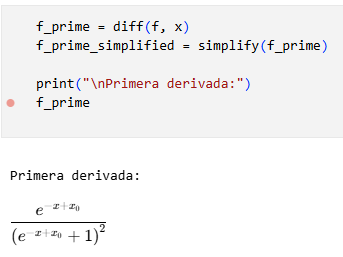 f_prime = diff(f, x)
f_prime_simplified = simplify(f_prime)
print("\nPrimera derivada:")
f_prime
Primera derivada:
e^{-x+x_0}
(e^{-x+x_0} + 1)^2